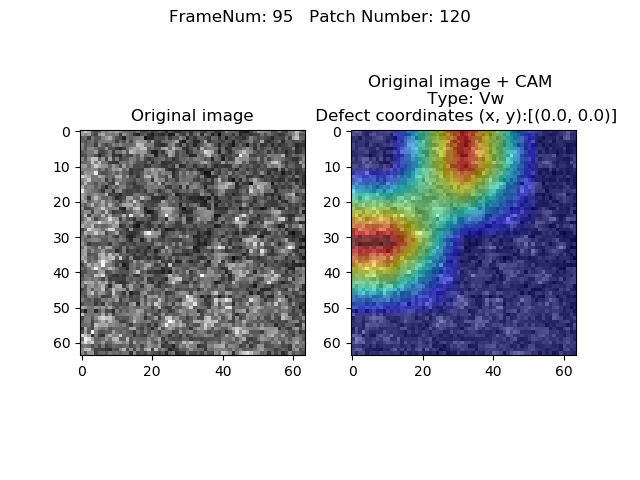 FrameNum: 95   Patch Number: 120
Original image
0
10
20
30
40
50
60
0 20 40 60
Original image + CAM
Type: Vw
Defect coordinates (x, y):[(0.0, 0.0)]
0
10
20
30
40
50
60
0 20 40 60